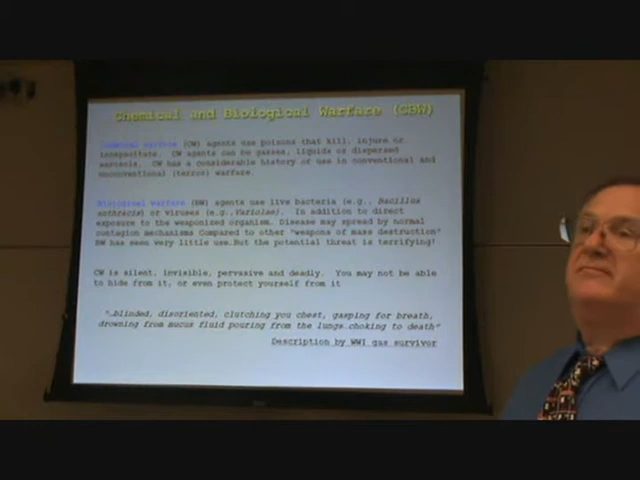 Chemical and Biological Warfare (CBW)
Chemical warfare (CW) agents use poisons that kill, injure or
incapacitate. CW agents can be gasses, liquids or dispersed
aerosols. CW has a considerable history of use in conventional and
unconventional (terror) warfare.
Biological warfare (BW) agents use live bacteria (e.g., Bacillus
anthracis) or viruses (e.g., Variolae). In addition to direct
exposure to the weaponized organism. Disease may spread by normal
contagion mechanisms Compared to other "weapons of mass destruction"
BW has seen very little use.But the potential threat is terrifying!
CW is silent, invisible, pervasive and deadly. You may not be able
to hide from it, or even protect yourself from it
"…blinded, disoriented, clutching you chest, gasping for breath,
drowning from mucus fluid pouring from the lungs…choking to death"
Description by WWI gas survivor